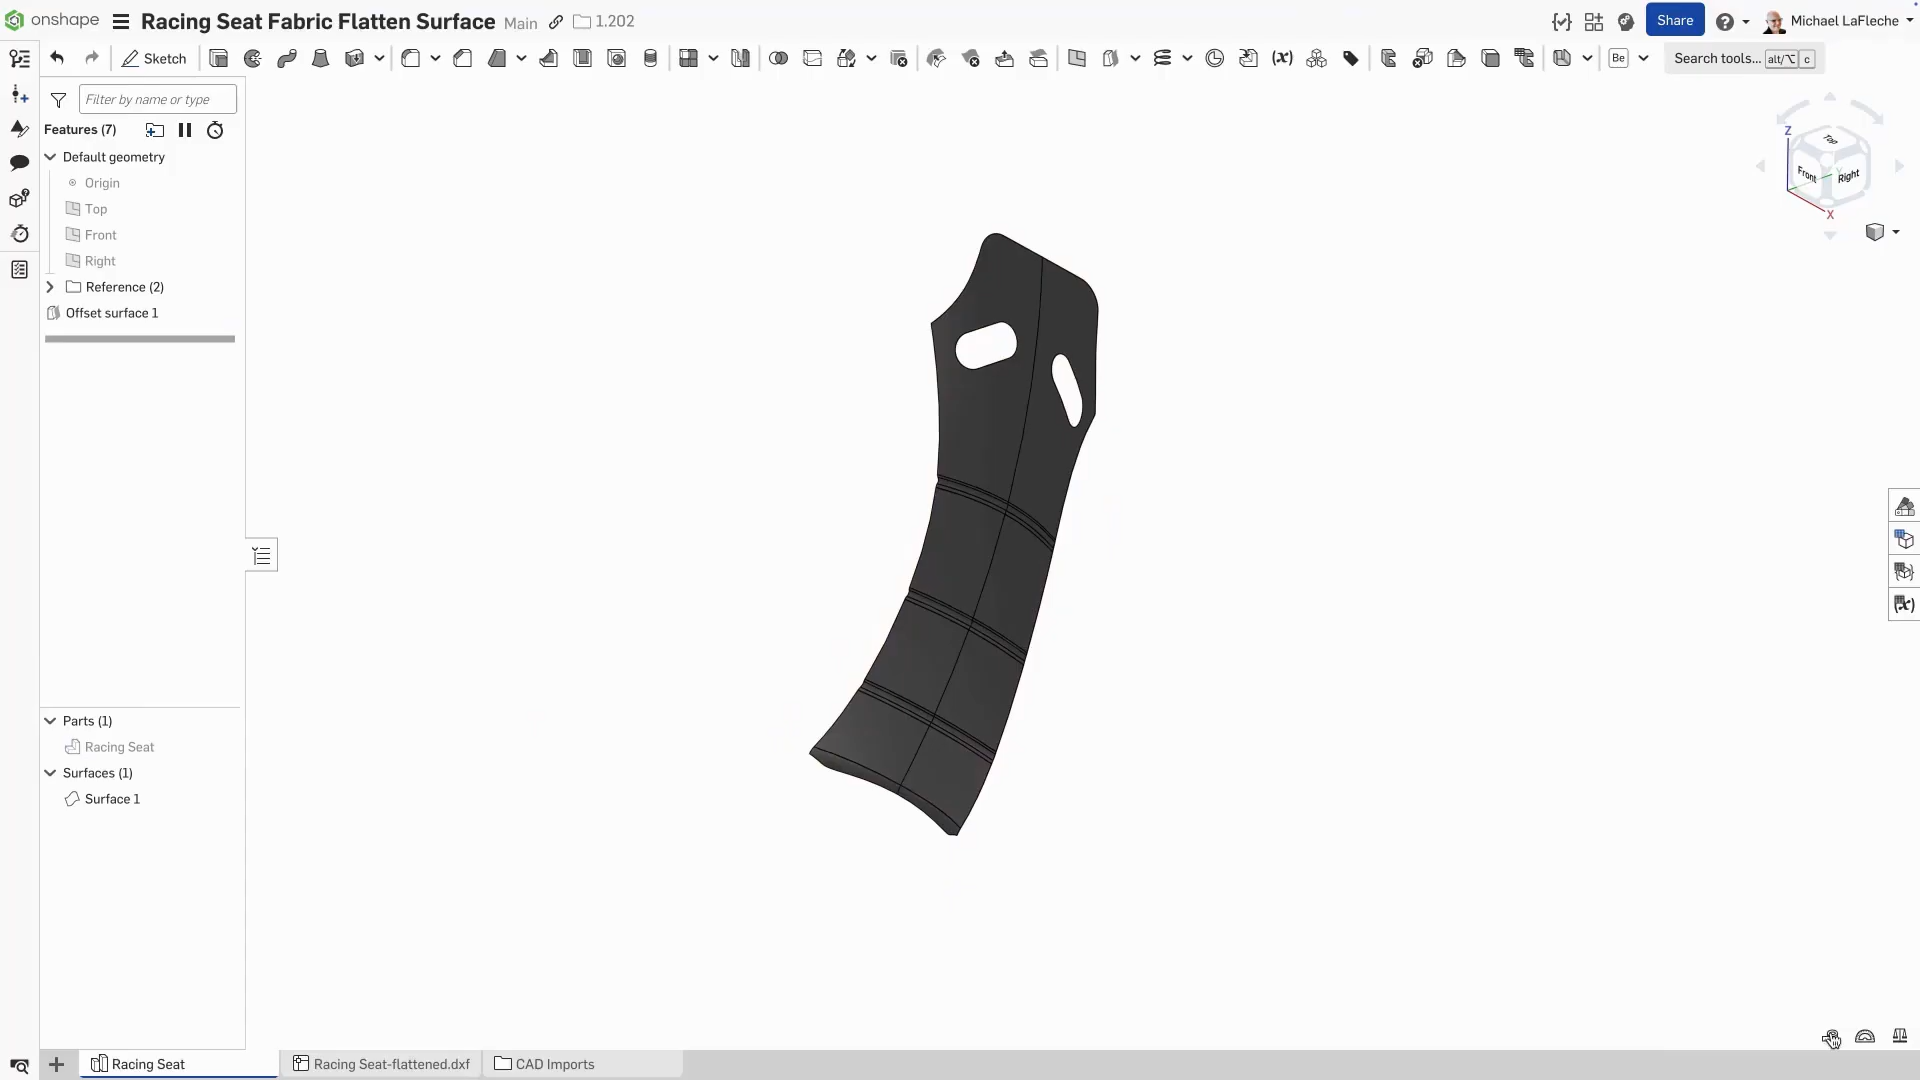 onshape Racing Seat Fabric Flatten Surface Main 1.202 Share Michael LaFleche
Sketch Be Search tools... alt/⌥ c
Filter by name or type
Features (7)
Default geometry
Origin
Top
Front
Right
Reference (2)
Offset surface 1
Parts (1)
Racing Seat
Surfaces (1)
Surface 1
Z
Top
Front
Right
X
Racing Seat Racing Seat-flattened.dxf CAD Imports